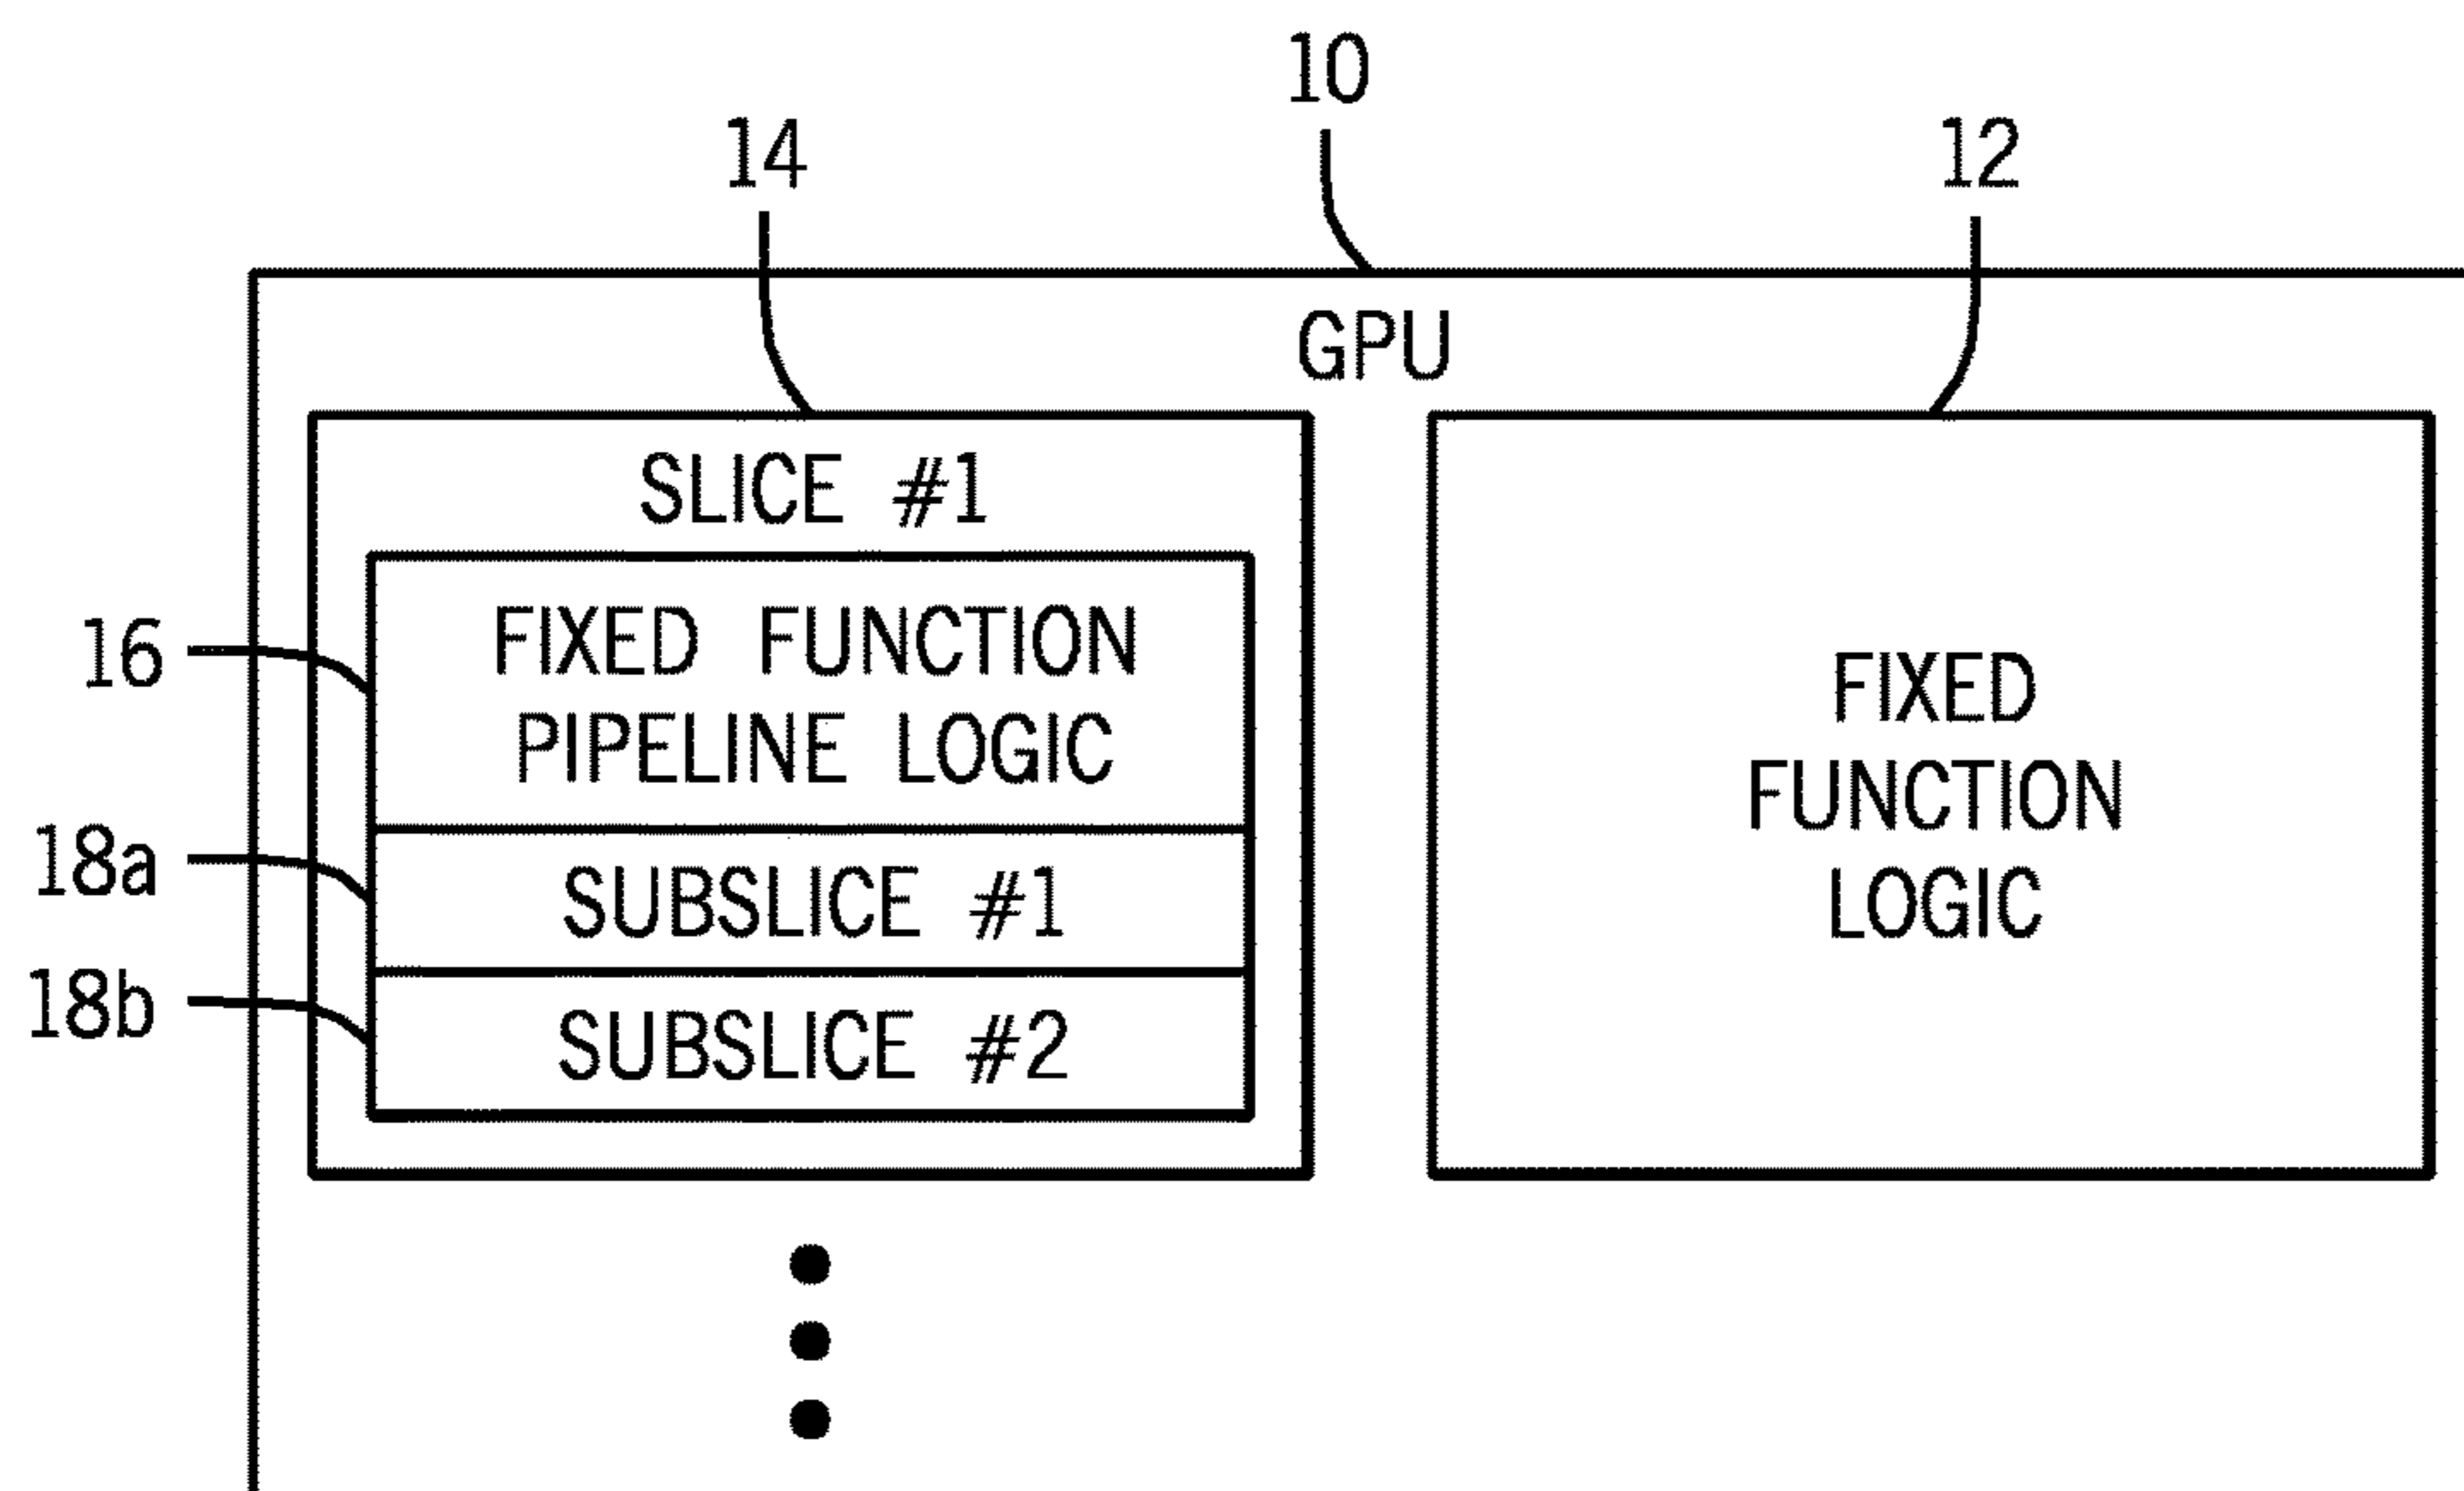 10
14
12
GPU
SLICE #1
FIXED FUNCTION
PIPELINE LOGIC
16
18a
SUBSLICE #1
18b
SUBSLICE #2
FIXED
FUNCTION
LOGIC